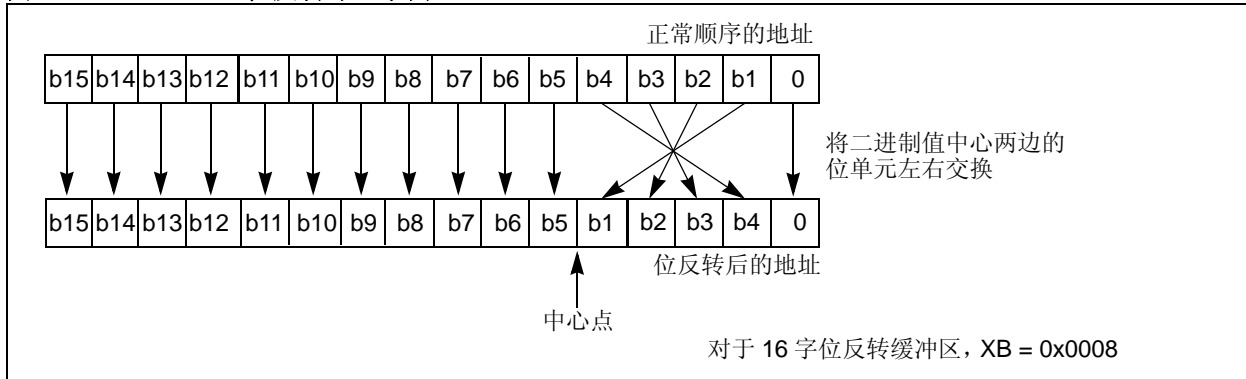 正常顺序的地址
b15 b14 b13 b12 b11 b10 b9 b8 b7 b6 b5 b4 b3 b2 b1 0
将二进制值中心两边的
位单元左右交换
b15 b14 b13 b12 b11 b10 b9 b8 b7 b6 b5 b1 b2 b3 b4 0
位反转后的地址
中心点
对于 16 字位反转缓冲区，XB = 0x0008